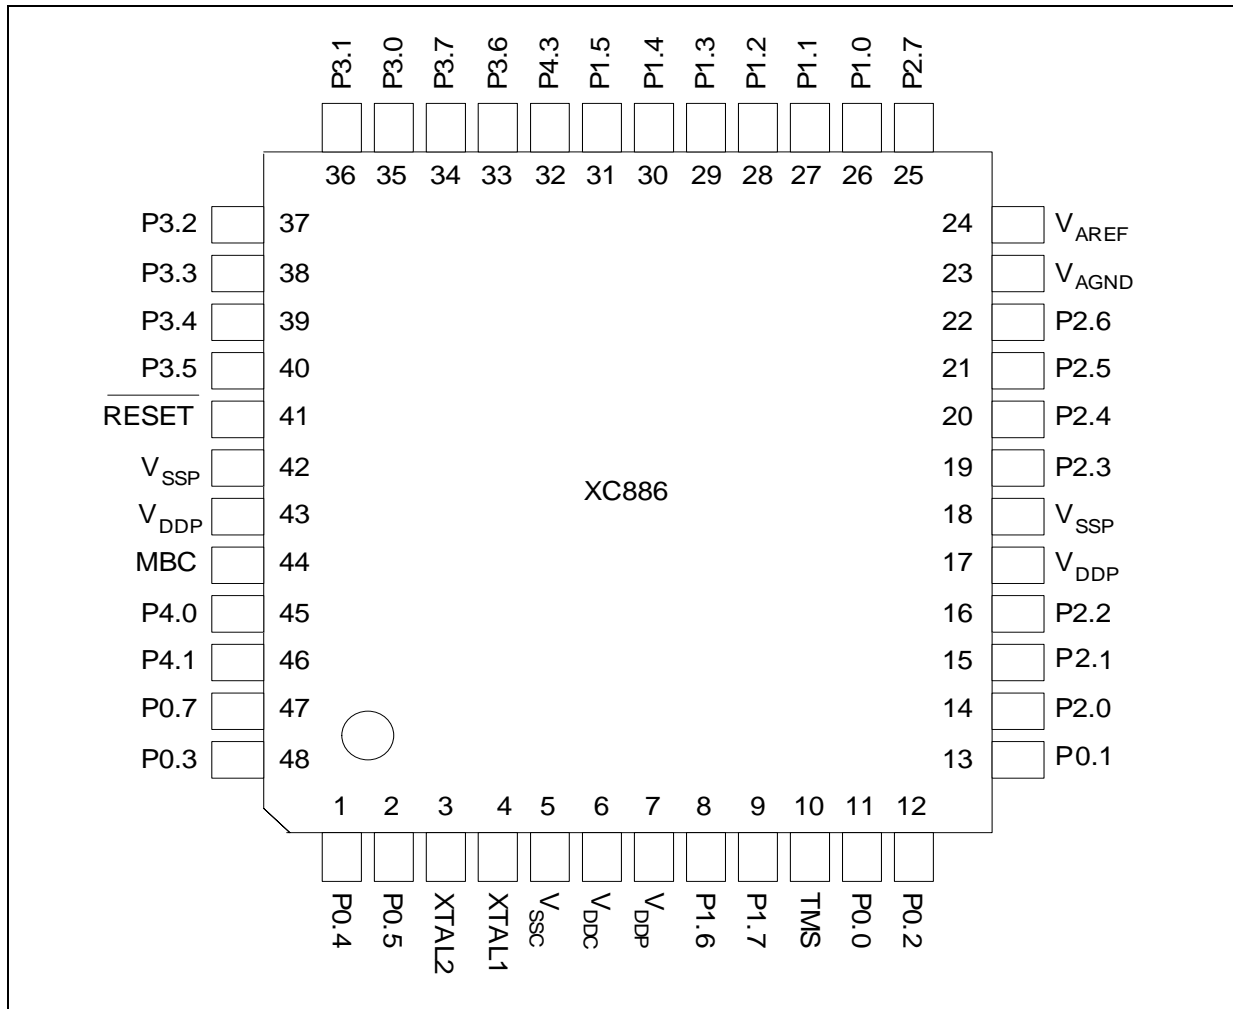 P3.1 P3.0 P3.7 P3.6 P4.3 P1.5 P1.4 P1.3 P1.2 P1.1 P1.0 P2.7
36 35 34 33 32 31 30 29 28 27 26 25
P3.2 37 24 VAREF
P3.3 38 23 VAGND
P3.4 39 22 P2.6
P3.5 40 21 P2.5
RESET 41 20 P2.4
VSSP 42 19 P2.3
XC886
VDDP 43 18 VSSP
MBC 44 17 VDDP
P4.0 45 16 P2.2
P4.1 46 15 P2.1
P0.7 47 14 P2.0
P0.3 48 13 P0.1
1 2 3 4 5 6 7 8 9 10 11 12
P0.4 P0.5 XTAL2 XTAL1 VSSC VDDC VDDP P1.6 P1.7 TMS P0.0 P0.2